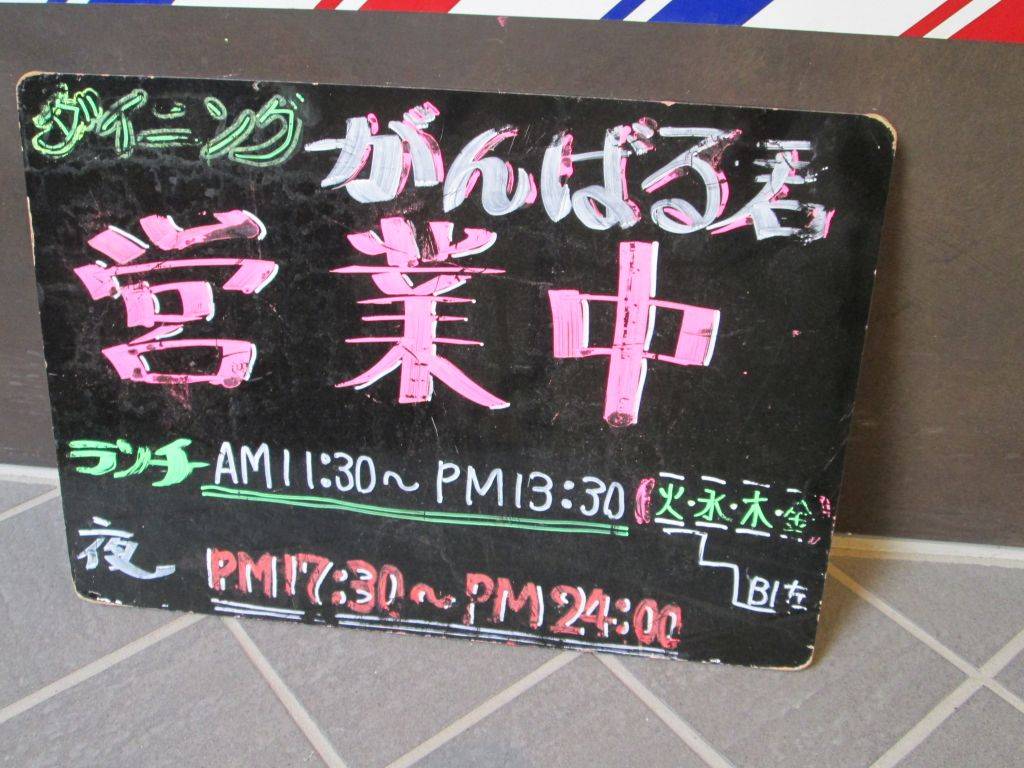 ダイニング がんばる君
営業中
ランチ AM11:30～PM13:30 (火・水・木・金)
夜 PM17:30～PM24:00
B1左